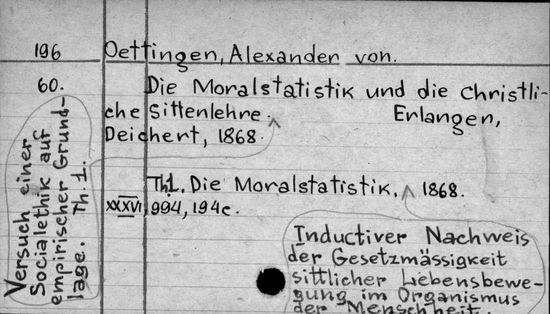 196
Oettingen, Alexander von.
60.
Die Moralstatistik und die christli-
che Sittenlehre. Erlangen,
Deichert, 1868.
Th1. Die Moralstatistik. 1868.
XXXVI, 994, 194c.
Versuch einer
Socialethik auf
empirischer Grund-
lage. Th. 1.
Inductiver Nachweis
der Gesetzmässigkeit
sittlicher Lebensbewe-
gung im Organismus
der Menschheit.